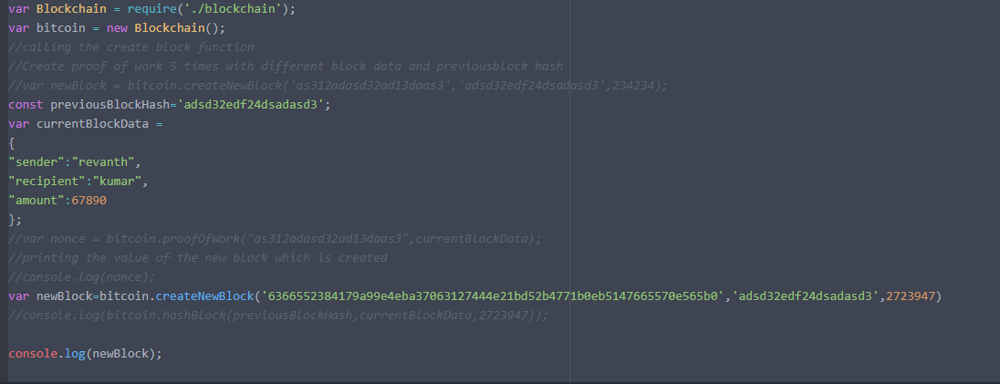 var Blockchain = require('./blockchain');
var bitcoin = new Blockchain();
//calling the create block function
//Create proof of work 5 times with different block data and previousblock hash
//var newBlock = bitcoin.createNewBlock('as312adasd32ad13daas3','adsd32edf24dsadasd3',234234);
const previousBlockHash='adsd32edf24dsadasd3';
var currentBlockData =
{
"sender":"revanth",
"recipient":"kumar",
"amount":67890
};
//var nonce = bitcoin.proofOfWork("as312adasd32ad13daas3",currentBlockData);
//printing the value of the new block which is created
//console.log(nonce);
var newBlock=bitcoin.createNewBlock('6366552384179a99e4eba37063127444e21bd52b4771b0eb5147665570e565b0','adsd32edf24dsadasd3',2723947)
//console.log(bitcoin.hashBlock(previousBlockHash,currentBlockData,2723947));
console.log(newBlock);